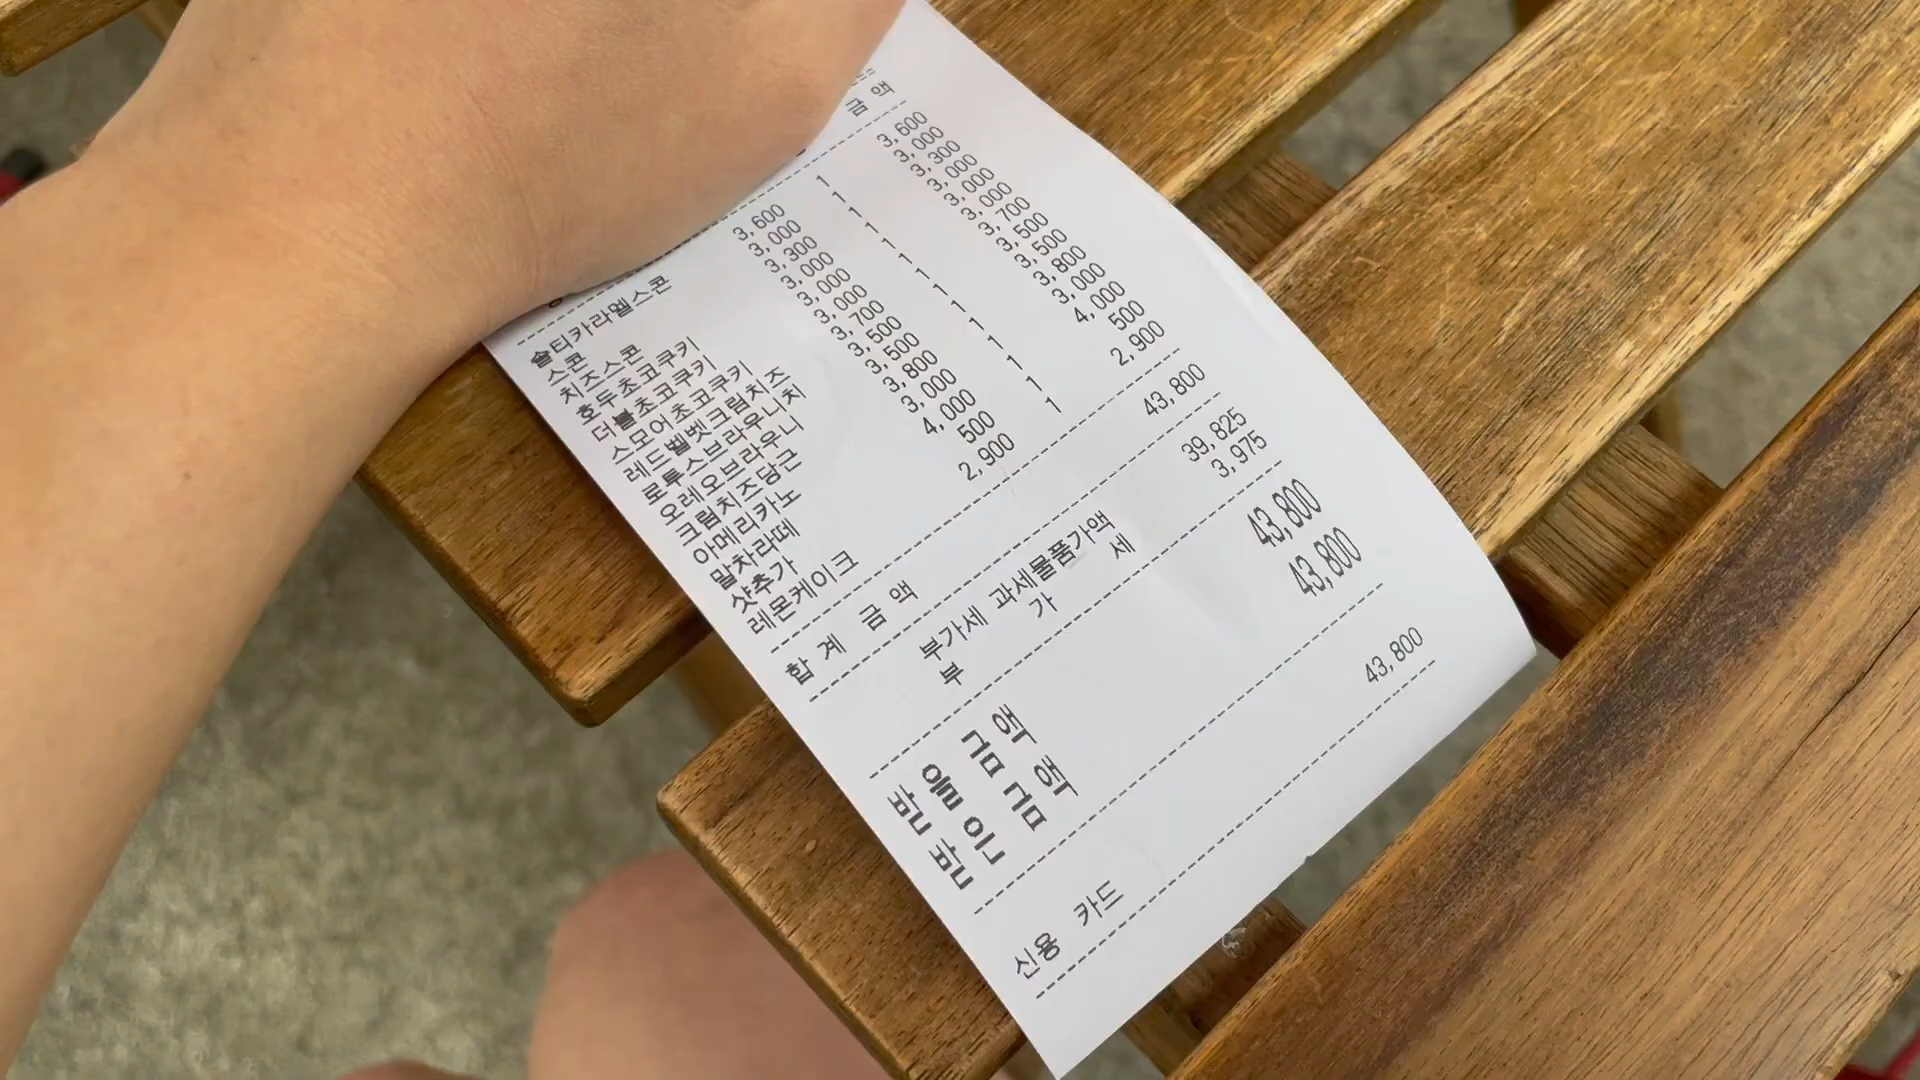 금 액
솔티카라멜스콘 3,600 1 3,600
스콘 3,000 1 3,000
치즈스콘 3,300 1 3,300
호두초코쿠키 3,000 1 3,000
더블초코쿠키 3,000 1 3,000
스모어초코쿠키 3,000 1 3,000
레드벨벳크림치즈 3,700 1 3,700
로투스브라우니치 3,500 1 3,500
오레오브라우니 3,500 1 3,500
크림치즈당근 3,800 1 3,800
아메리카노 3,000 1 3,000
말차라떼 4,000 1 4,000
샷추가 500 1 500
레몬케이크 2,900 1 2,900
합 계 금 액 43,800
부가세 과세물품가액 39,825
부 가 세 3,975
받 을 금 액 43,800
받 은 금 액 43,800
신용 카드 43,800